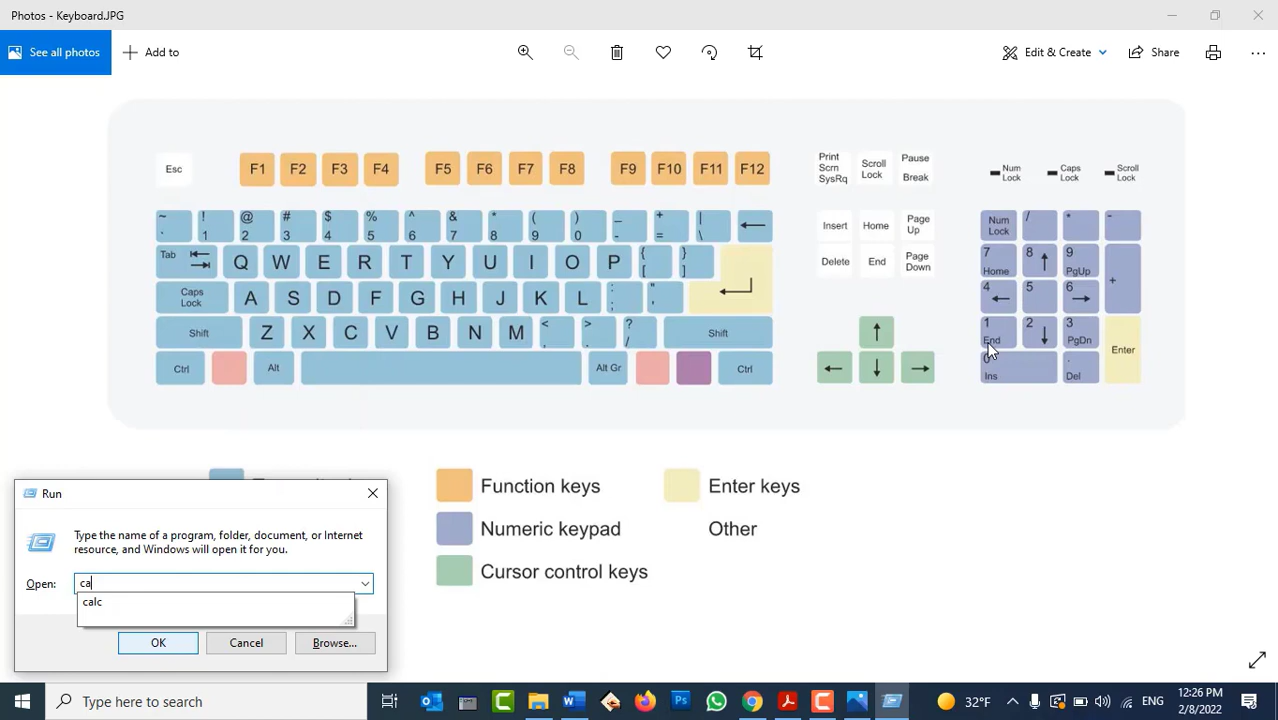 Photos - Keyboard.JPG
See all photos
Add to
Edit & Create
Share
Esc F1 F2 F3 F4 F5 F6 F7 F8 F9 F10 F11 F12
Print Scrn SysRq
Scroll Lock
Pause Break
Num Lock
Caps Lock
Scroll Lock
~ ! @ # $ % ^ & * ( ) _ + |
. 1 2 3 4 5 6 7 8 9 0 - = \ ←
Insert Home Page Up
Num Lock / * -
Tab Q W E R T Y U I O P { [ } ]
Delete End Page Down
7 Home 8 ↑ 9 PgUp +
Caps Lock A S D F G H J K L : ; " '
4 ← 5 6 →
Shift Z X C V B N M < , > . ? / Shift
↑
1 End 2 ↓ 3 PgDn Enter
Ctrl Alt Alt Gr Ctrl
← ↓ →
0 Ins . Del
Function keys
Enter keys
Numeric keypad
Other
Cursor control keys
Run
Type the name of a program, folder, document, or Internet
resource, and Windows will open it for you.
Open: ca
calc
OK Cancel Browse...
Type here to search
32°F
ENG
12:26 PM
2/8/2022